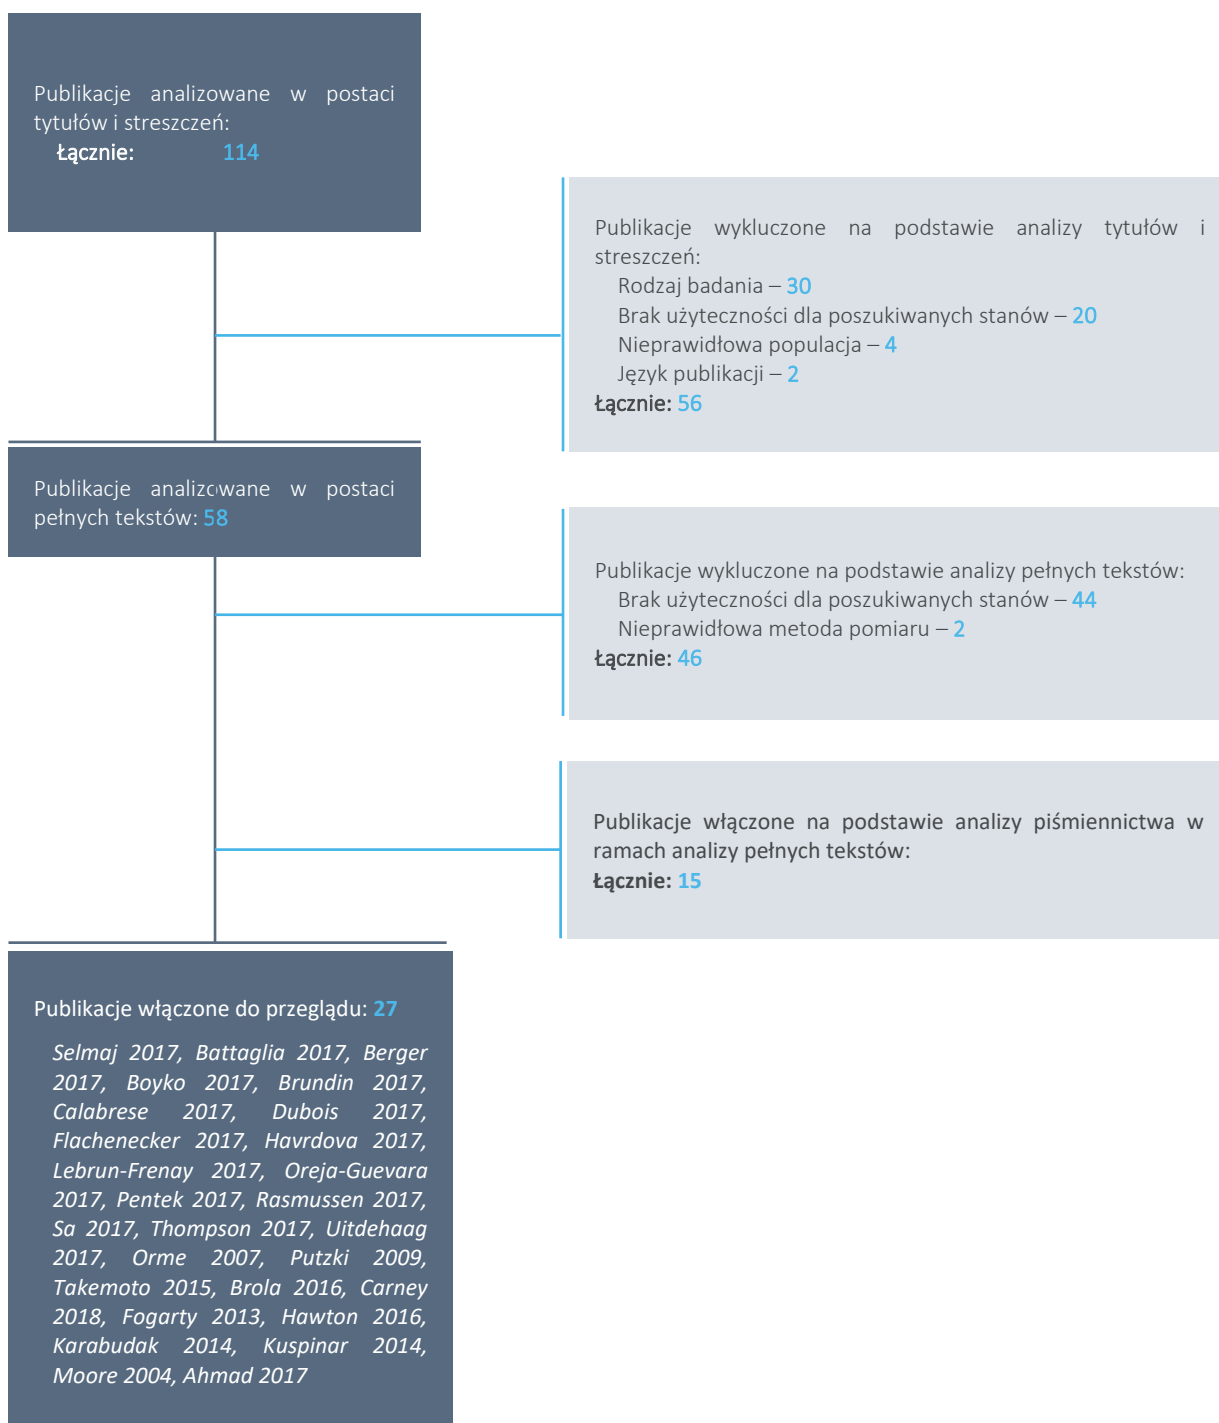 Publikacje analizowane w postaci
tytułów i streszczeń:
Łącznie: 114
Publikacje wykluczone na podstawie analizy tytułów i
streszczeń:
Rodzaj badania – 30
Brak użyteczności dla poszukiwanych stanów – 20
Nieprawidłowa populacja – 4
Język publikacji – 2
Łącznie: 56
Publikacje analizowane w postaci
pełnych tekstów: 58
Publikacje wykluczone na podstawie analizy pełnych tekstów:
Brak użyteczności dla poszukiwanych stanów – 44
Nieprawidłowa metoda pomiaru – 2
Łącznie: 46
Publikacje włączone na podstawie analizy piśmiennictwa w
ramach analizy pełnych tekstów:
Łącznie: 15
Publikacje włączone do przeglądu: 27
Selmaj 2017, Battaglia 2017, Berger
2017, Boyko 2017, Brundin 2017,
Calabrese 2017, Dubois 2017,
Flachenecker 2017, Havrdova 2017,
Lebrun-Frenay 2017, Oreja-Guevara
2017, Pentek 2017, Rasmussen 2017,
Sa 2017, Thompson 2017, Uitdehaag
2017, Orme 2007, Putzki 2009,
Takemoto 2015, Brola 2016, Carney
2018, Fogarty 2013, Hawton 2016,
Karabudak 2014, Kuspinar 2014,
Moore 2004, Ahmad 2017